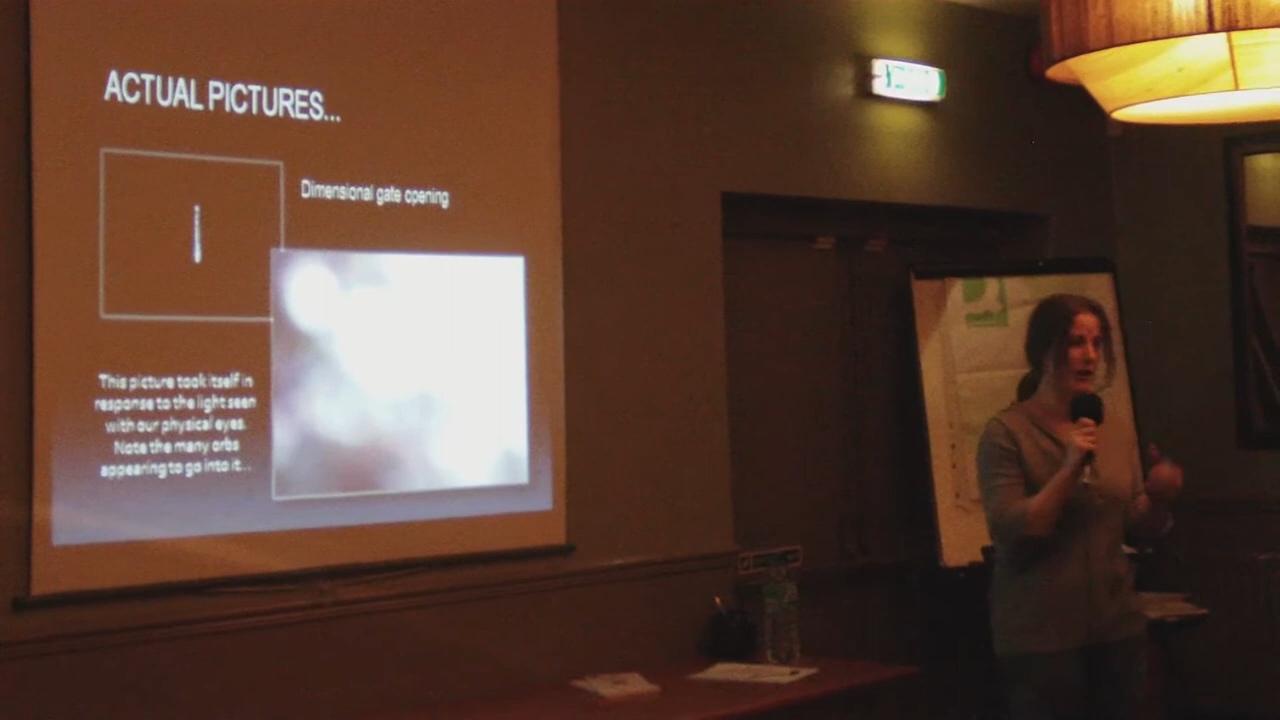 ACTUAL PICTURES...
Dimensional gate opening
This picture took itself in
response to the light seen
with our physical eyes.
Note the many orbs
appearing to go into it...